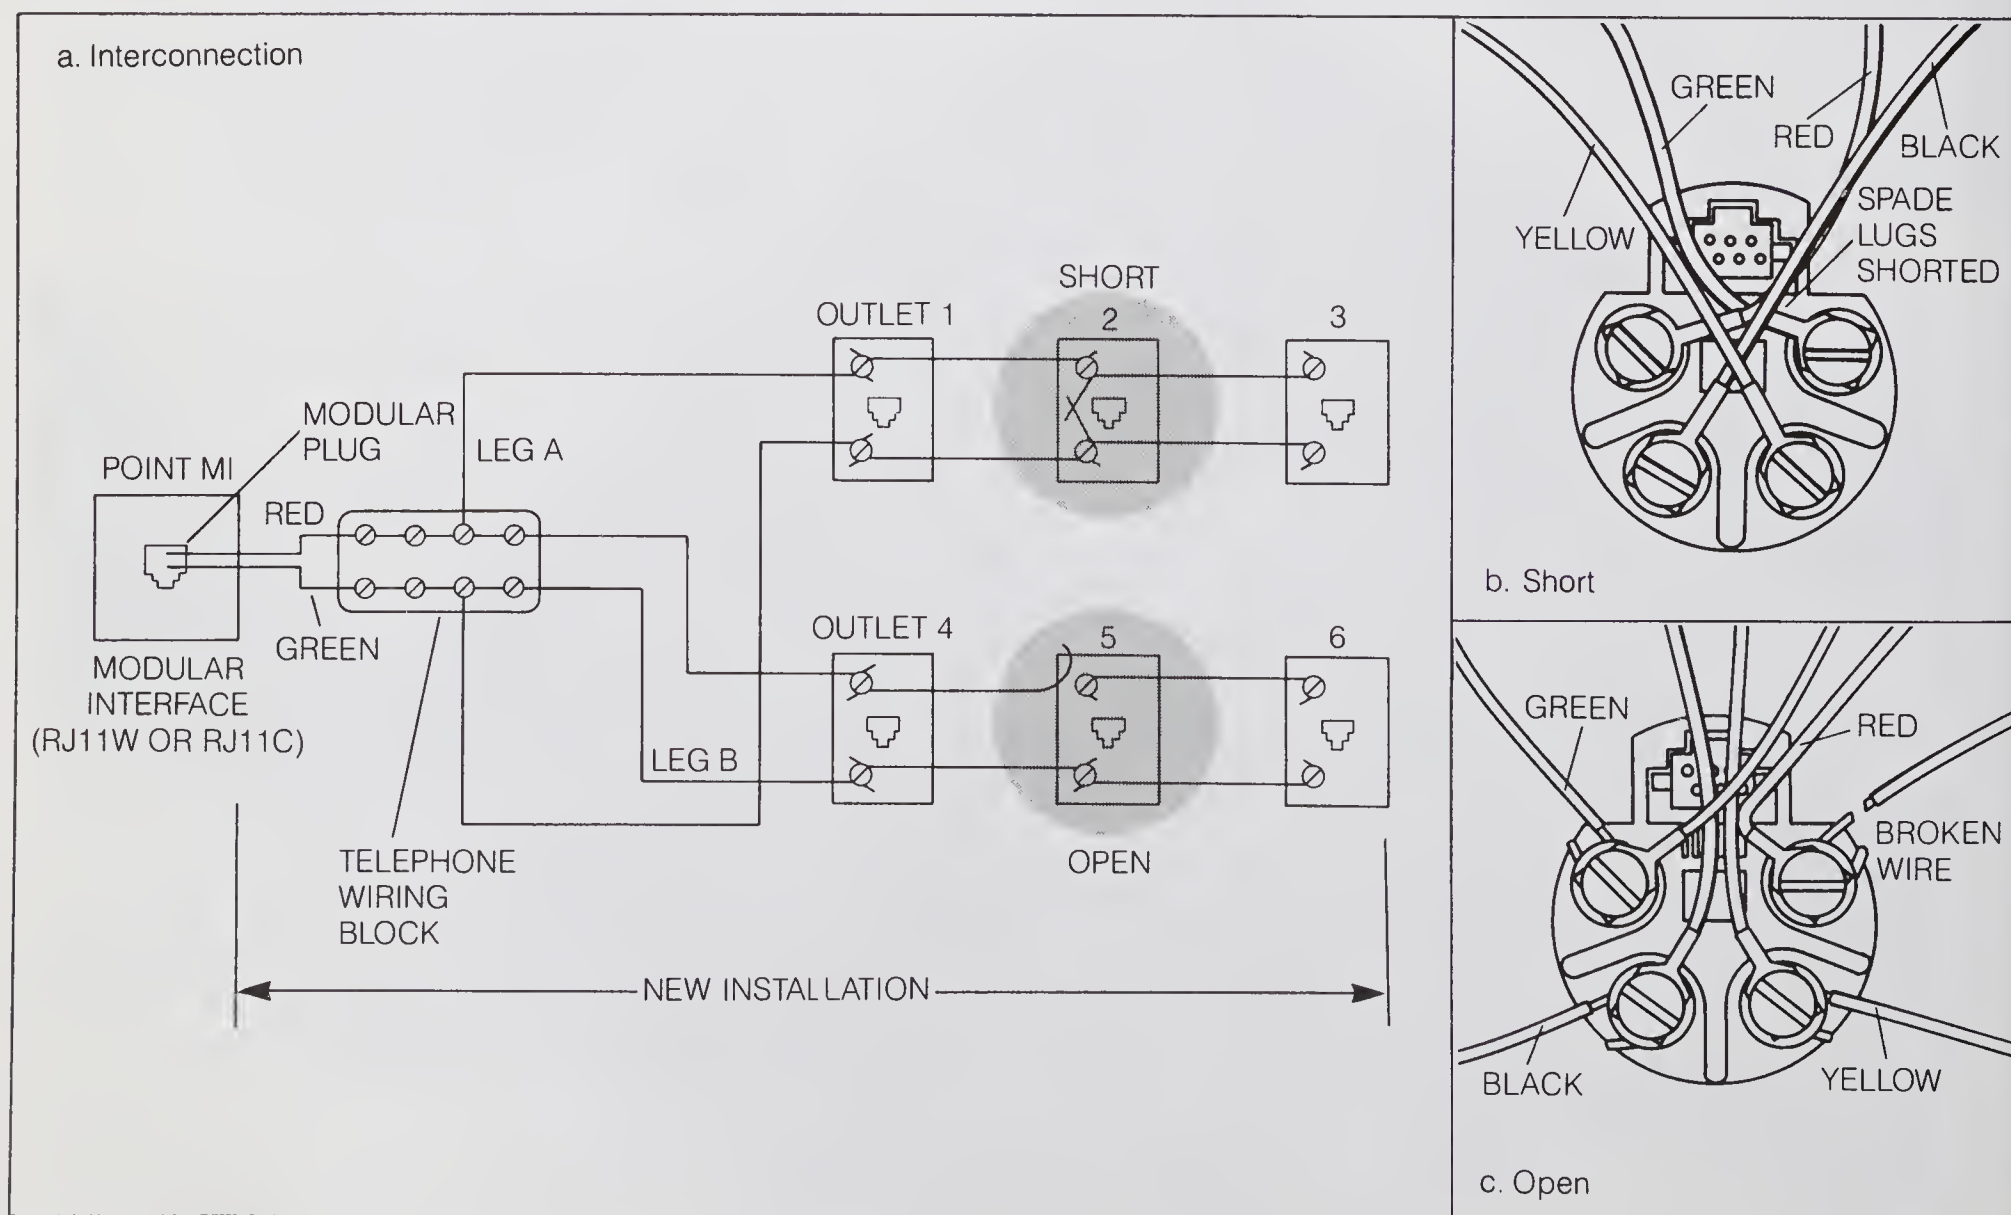 a. Interconnection
SHORT
OUTLET 1
2
3
MODULAR
PLUG
LEG A
POINT MI
RED
GREEN
MODULAR
INTERFACE
(RJ11W OR RJ11C)
OUTLET 4
5
6
LEG B
OPEN
TELEPHONE
WIRING
BLOCK
NEW INSTALLATION
GREEN
RED
BLACK
YELLOW
SPADE
LUGS
SHORTED
b. Short
GREEN
RED
BROKEN
WIRE
BLACK
YELLOW
c. Open